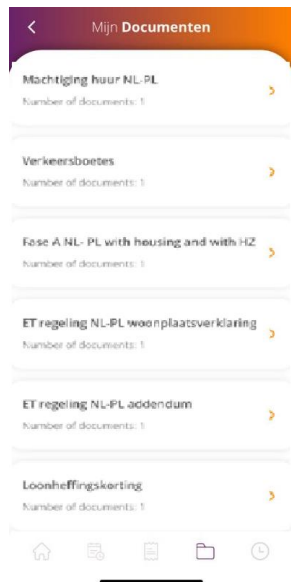 Mijn Documenten
Machtiging huur NL-PL
Number of documents: 1
Verkeersboetes
Number of documents: 1
Fase A NL- PL with housing and with HZ
Number of documents: 1
ET regeling NL-PL woonplaatsverklaring
Number of documents: 1
ET regeling NL-PL addendum
Number of documents: 1
Loonheffingskorting
Number of documents: 1